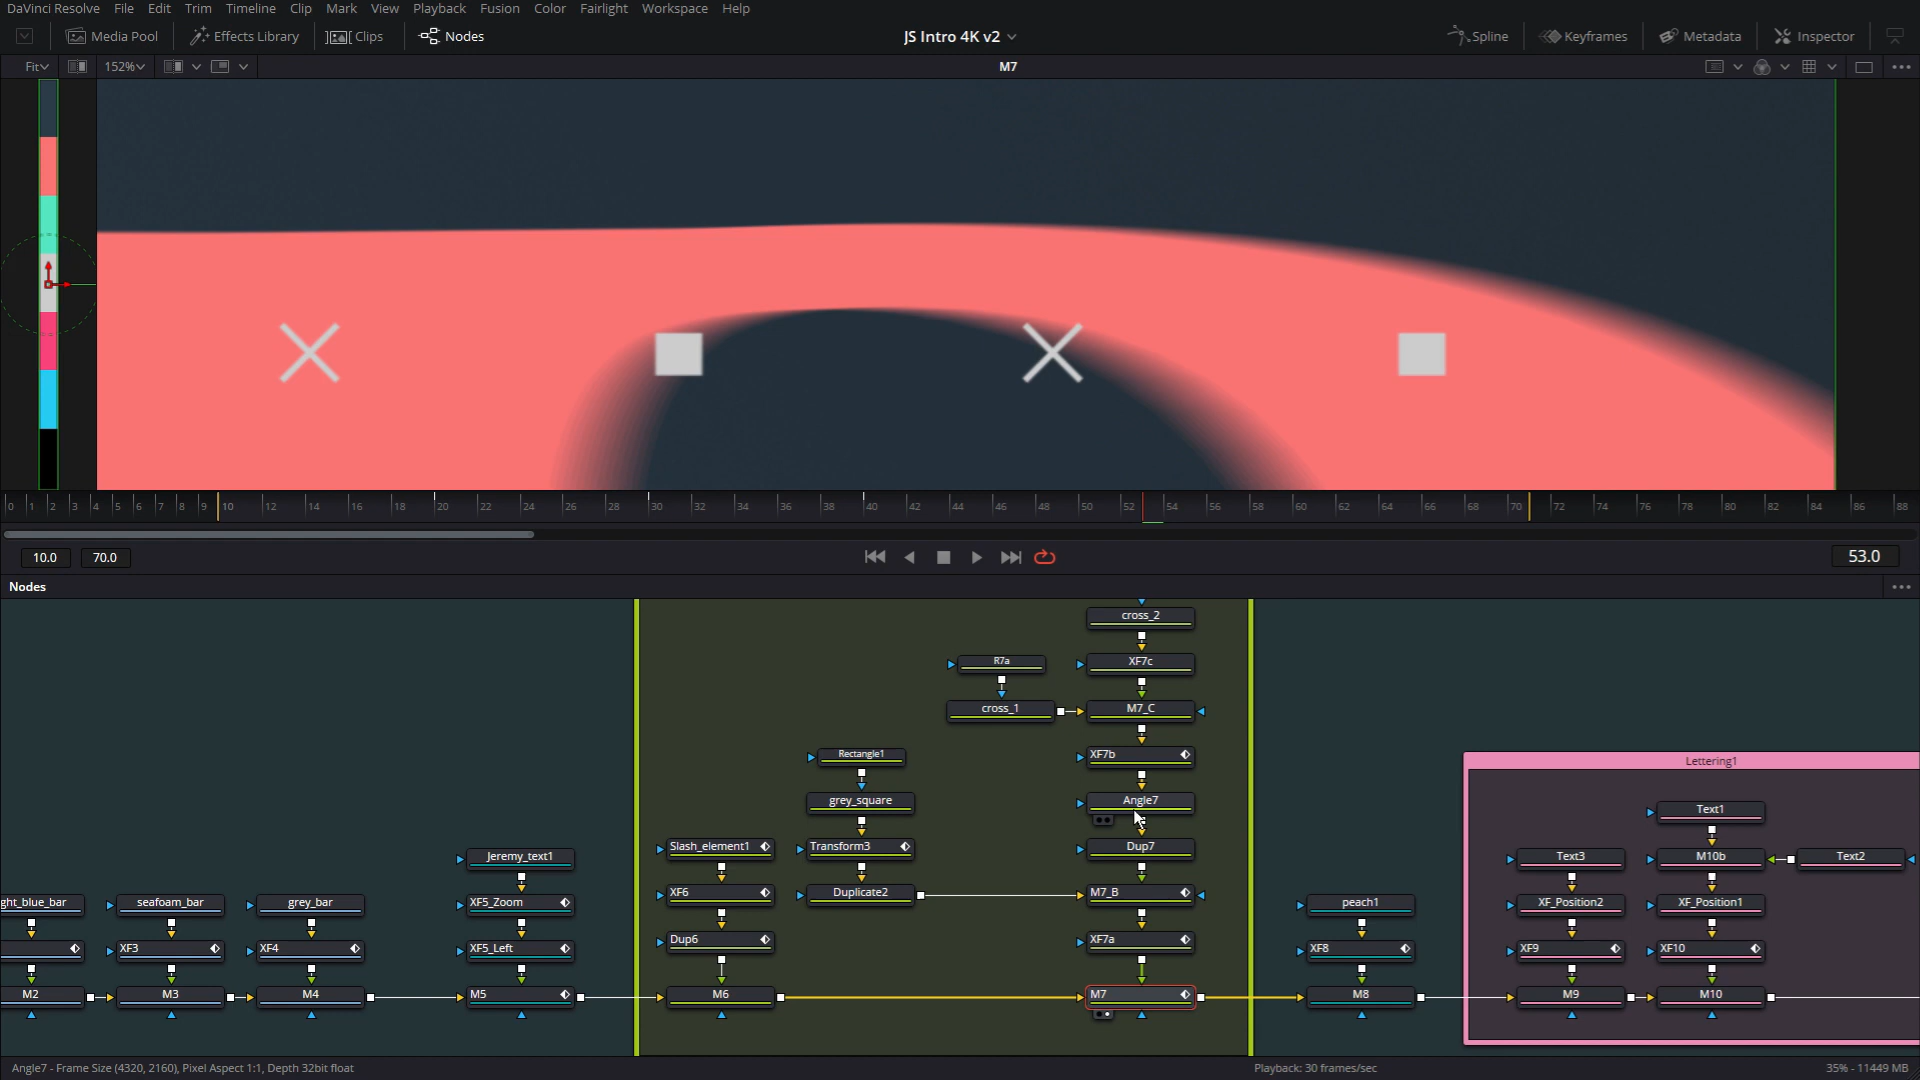 DaVinci Resolve File Edit Trim Timeline Clip Mark View Playback Fusion Color Fairlight Workspace Help
Media Pool Effects Library Clips Nodes JS Intro 4K v2 Spline Keyframes Metadata Inspector
Fit 152% M7
0 1 2 3 4 5 6 7 8 9 10 12 14 16 18 20 22 24 26 28 30 32 34 36 38 40 42 44 46 48 50 52 54 56 58 60 62 64 66 68 70 72 74 76 78 80 82 84 86 88
10.0 70.0 53.0
Nodes
cross_2
R7a XF7c
cross_1 M7_C
Rectangle1 XF7b
Lettering1
grey_square Angle7
Text1
Slash_element1 Transform3 Dup7
Jeremy_text1 Text3 M10b Text2
XF6 Duplicate2 M7_B
ght_blue_bar seafoam_bar grey_bar XF5_Zoom peach1 XF_Position2 XF_Position1
Dup6 XF7a
XF3 XF4 XF5_Left XF8 XF9 XF10
M2 M3 M4 M5 M6 M7 M8 M9 M10
Angle7 - Frame Size (4320, 2160), Pixel Aspect 1:1, Depth 32bit float Playback: 30 frames/sec 35% - 11449 MB